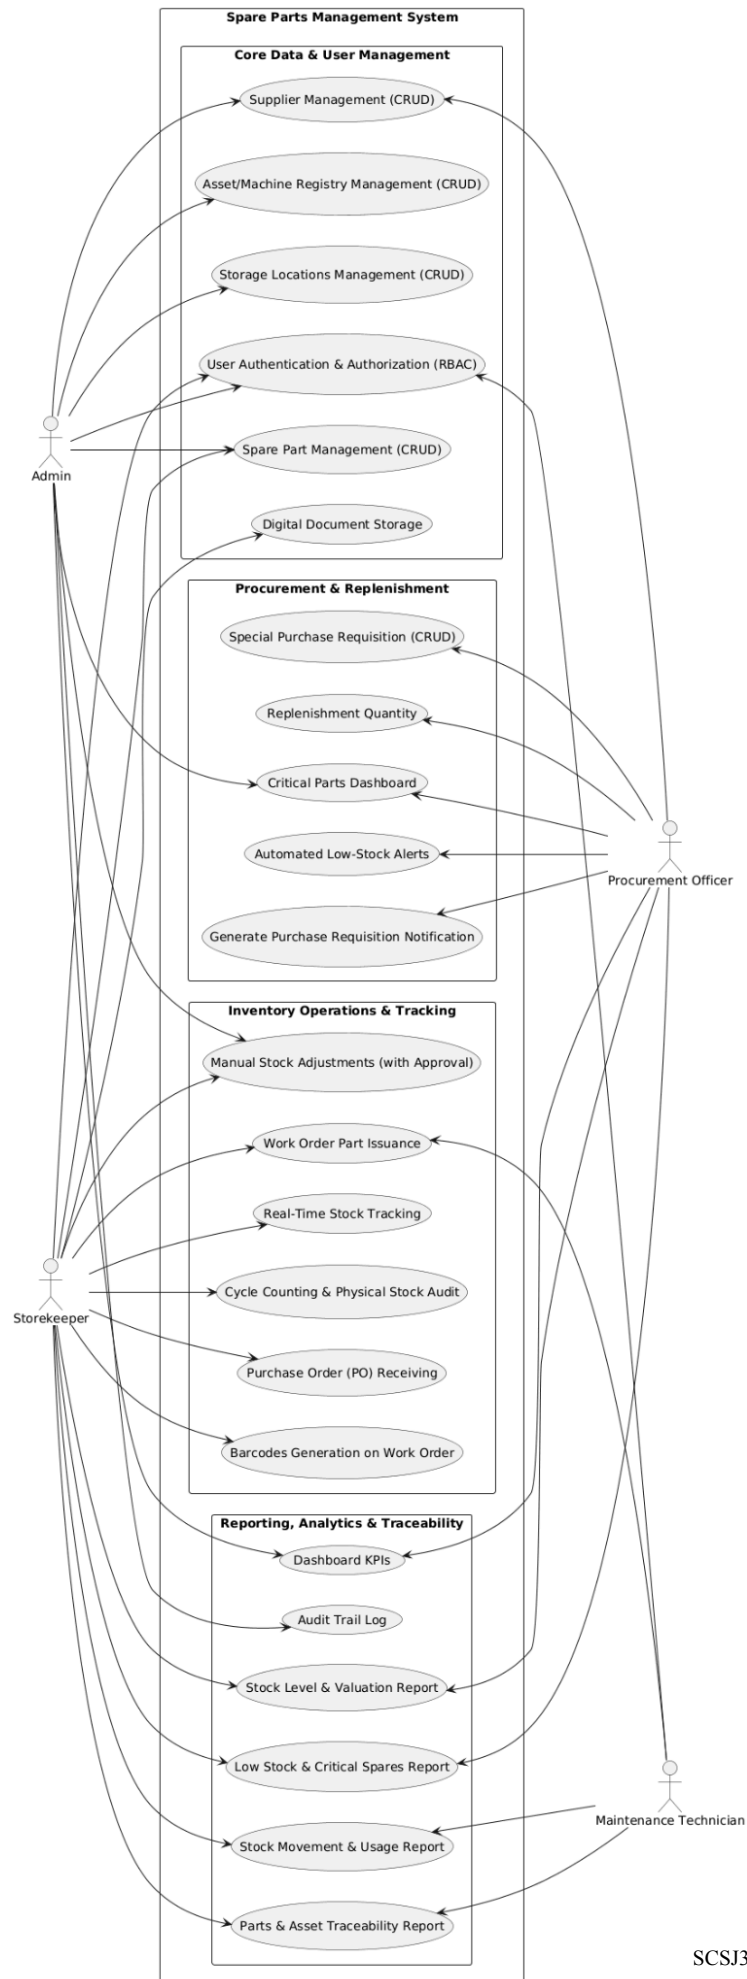 Spare Parts Management System
Core Data & User Management
Supplier Management (CRUD)
Asset/Machine Registry Management (CRUD)
Storage Locations Management (CRUD)
User Authentication & Authorization (RBAC)
Spare Part Management (CRUD)
Admin
Digital Document Storage
Procurement & Replenishment
Special Purchase Requisition (CRUD)
Replenishment Quantity
Critical Parts Dashboard
Automated Low-Stock Alerts
Procurement Officer
Generate Purchase Requisition Notification
Inventory Operations & Tracking
Manual Stock Adjustments (with Approval)
Work Order Part Issuance
Real-Time Stock Tracking
Cycle Counting & Physical Stock Audit
Storekeeper
Purchase Order (PO) Receiving
Barcodes Generation on Work Order
Reporting, Analytics & Traceability
Dashboard KPIs
Audit Trail Log
Stock Level & Valuation Report
Low Stock & Critical Spares Report
Maintenance Technician
Stock Movement & Usage Report
Parts & Asset Traceability Report
SCSJ3